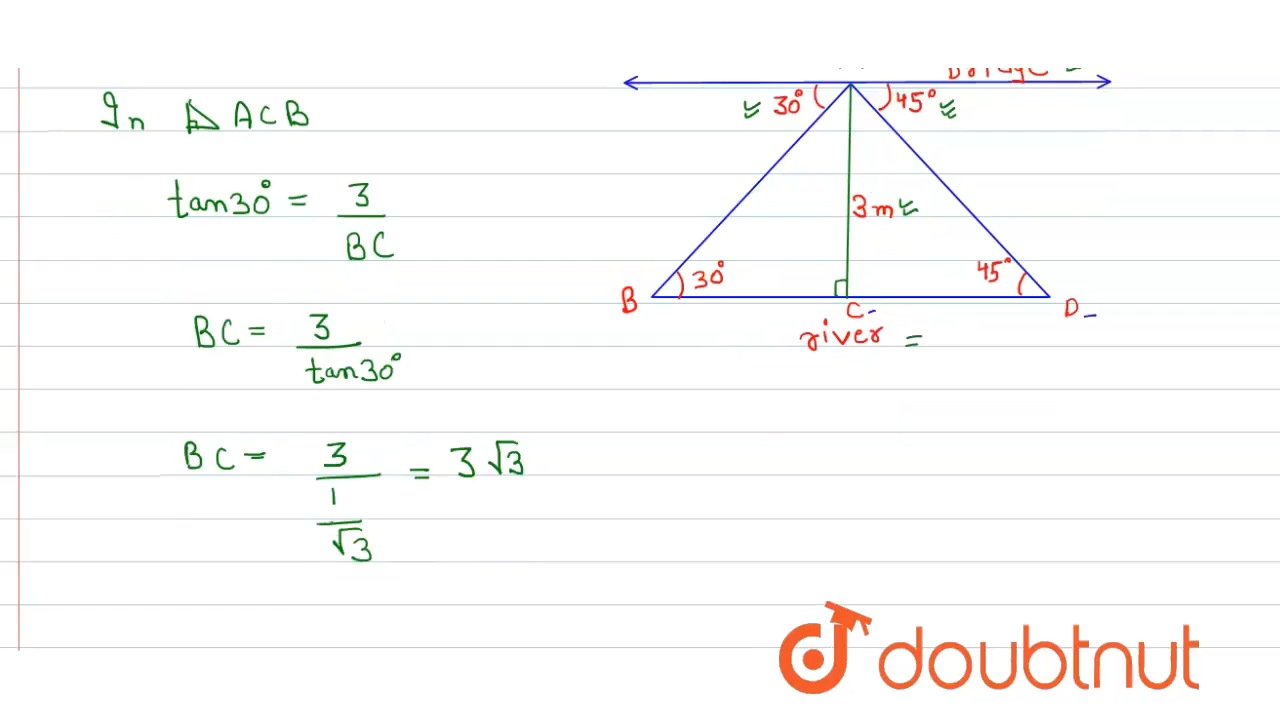 In △ ACB
tan30° = 3 / BC
BC = 3 / tan30°
BC = 3 / (1 / √3) = 3√3
30° 45°
3m
30° 45°
B C D
river =
doubtnut